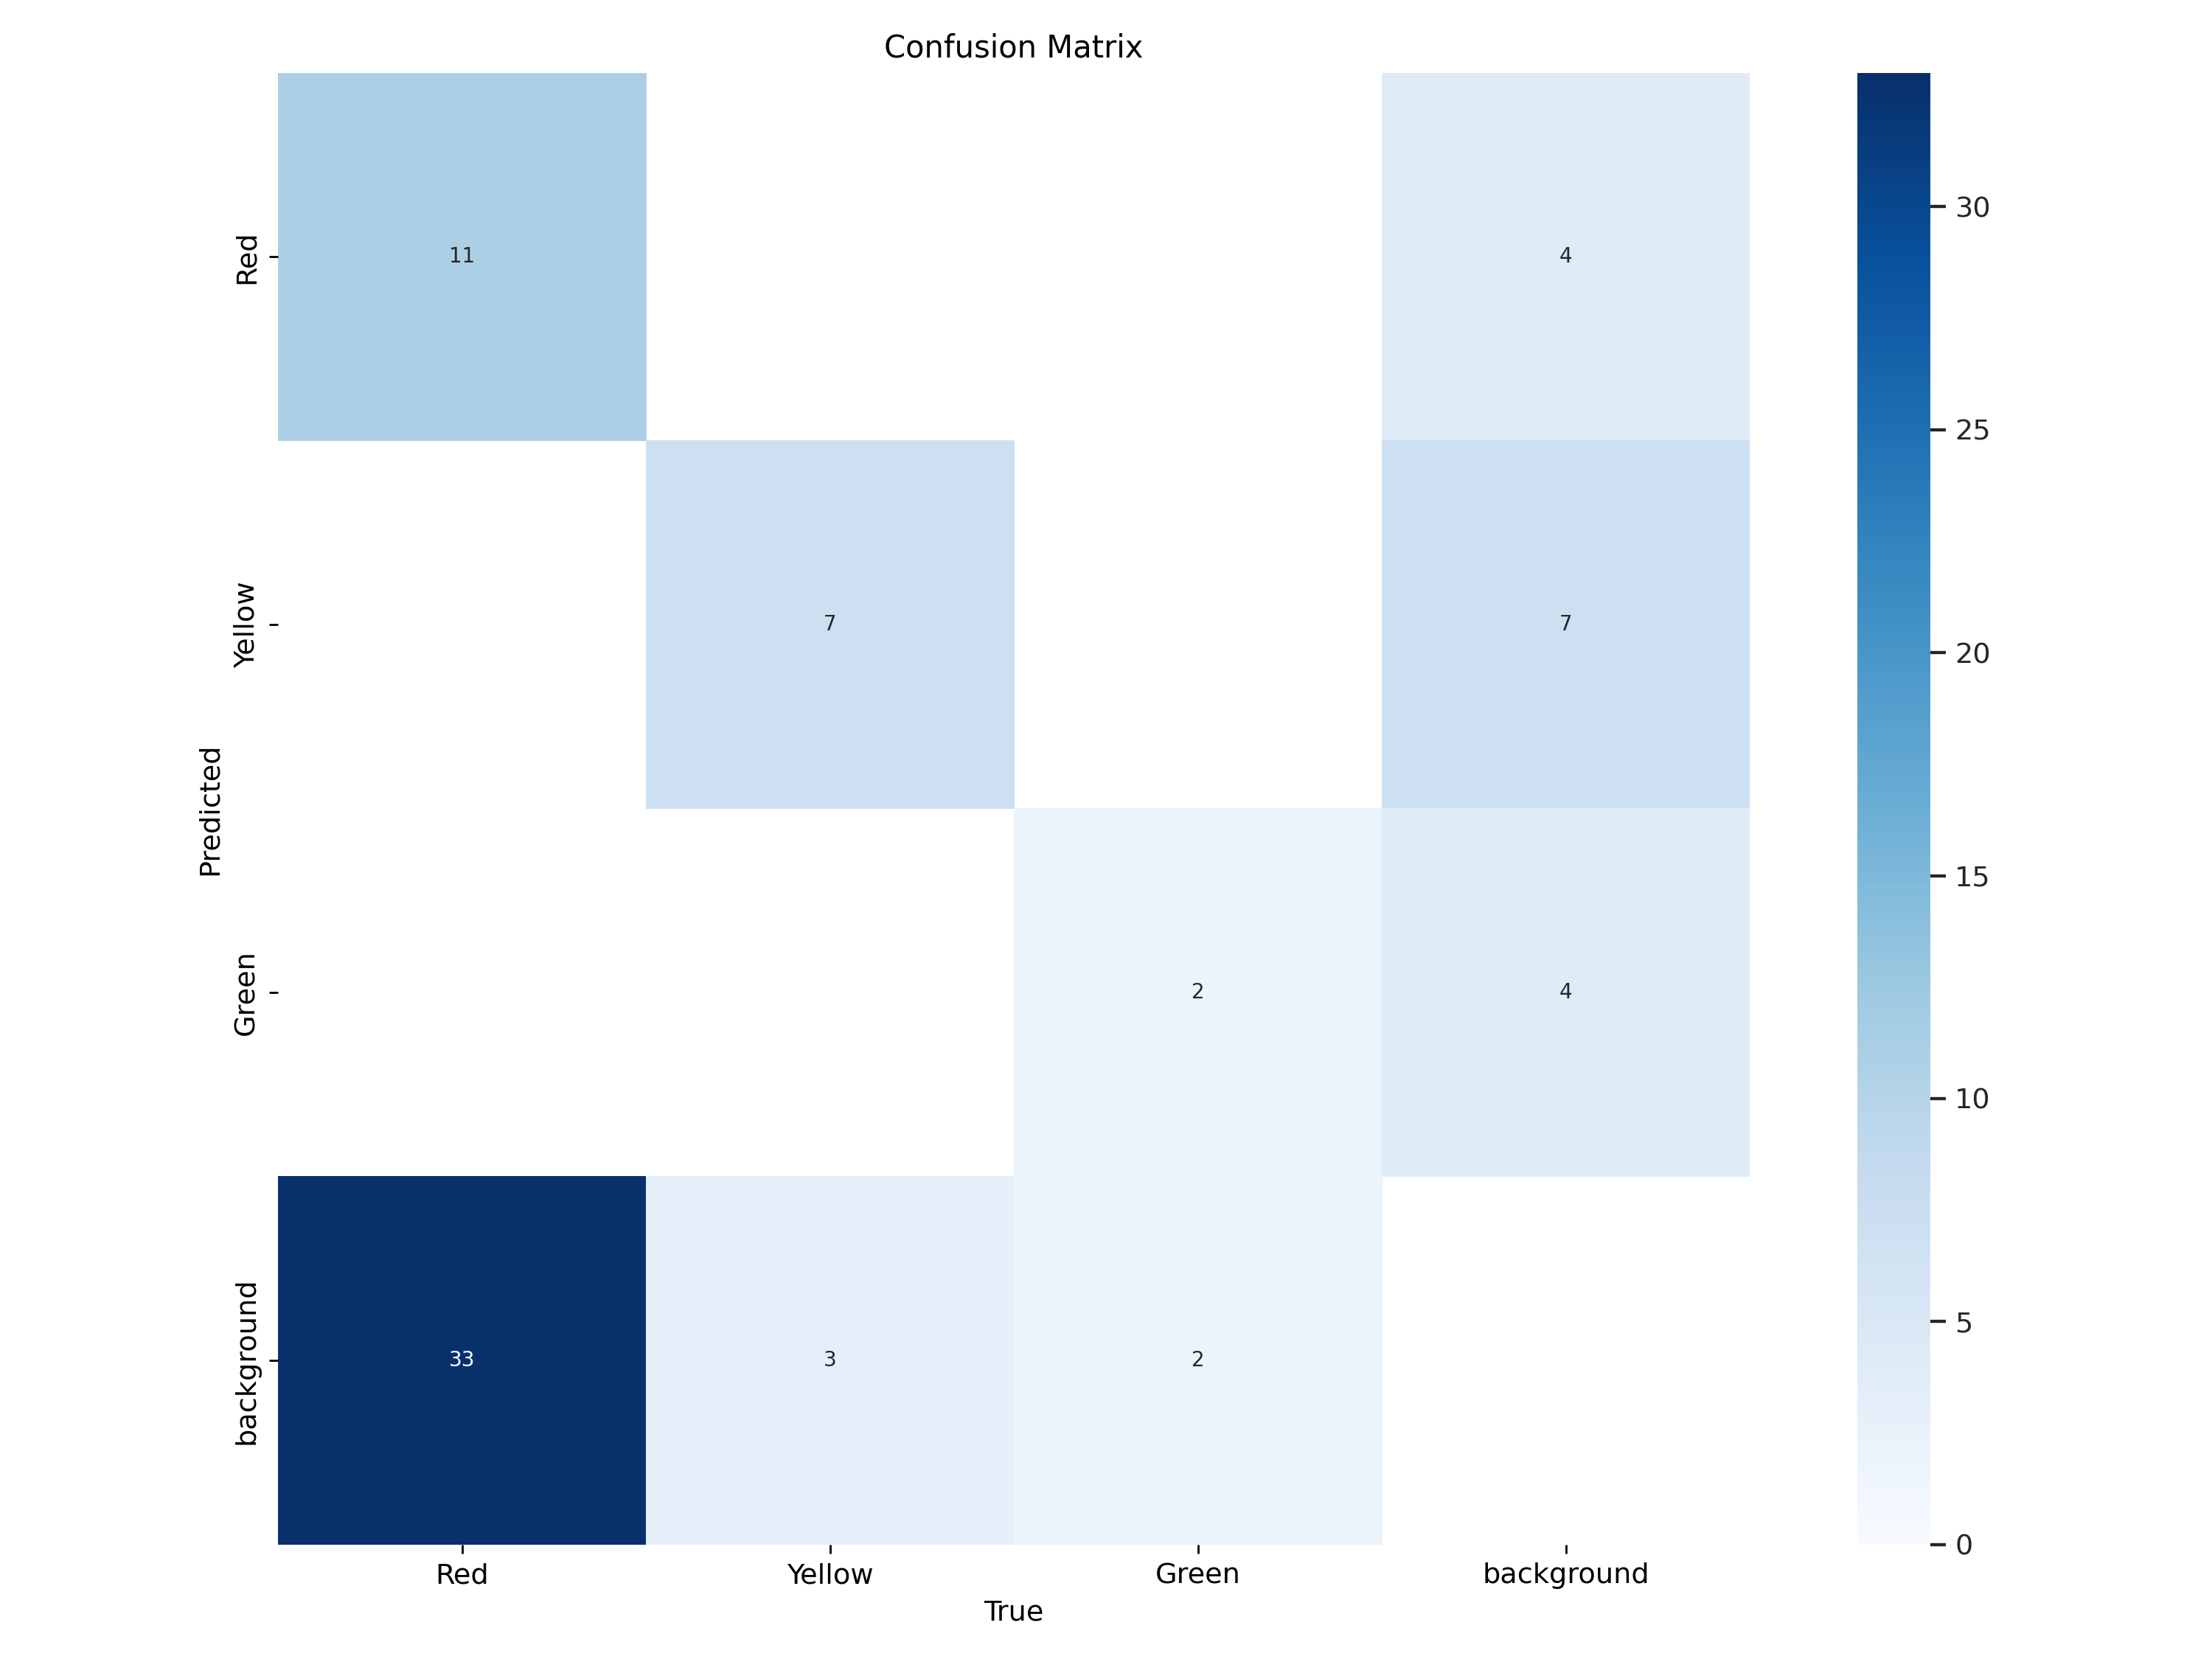 Confusion Matrix
Red
11
4
30
25
Yellow
7
7
20
Predicted
15
Green
2
4
10
5
background
33
3
2
0
Red Yellow Green background
True